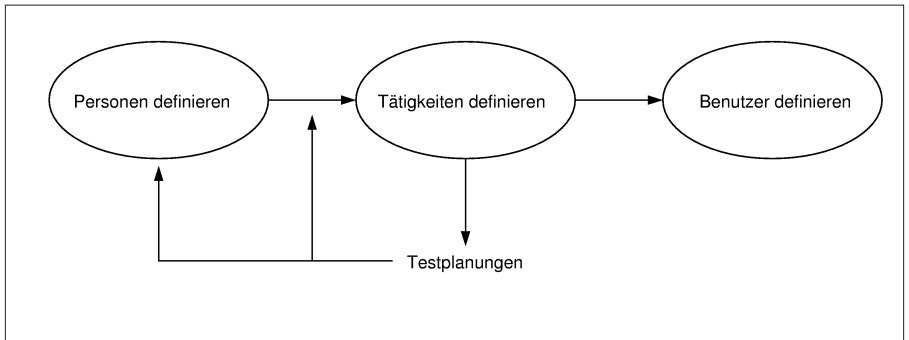 Personen definieren
Tätigkeiten definieren
Benutzer definieren
Testplanungen